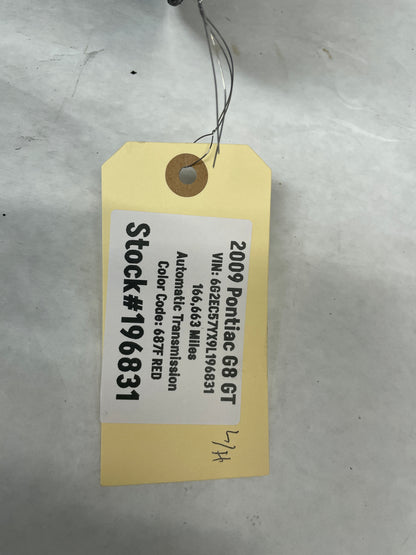 2009 Pontiac G8 GT
VIN: 6G2EC57YX9L196831
166,663 Miles
Automatic Transmission
Color Code: 687F RED
Stock#196831